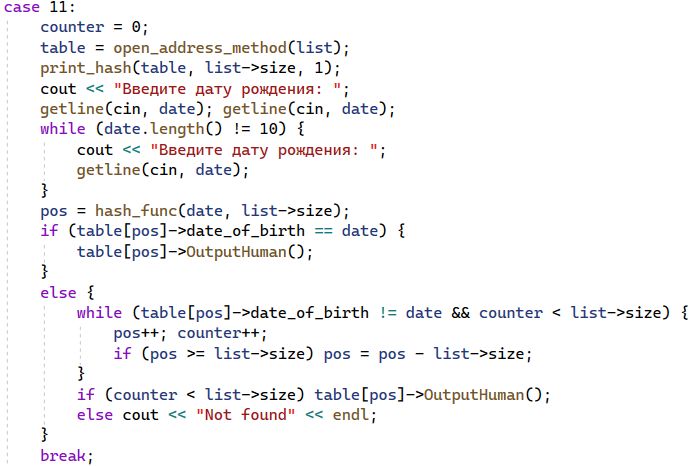 case 11:
    counter = 0;
    table = open_address_method(list);
    print_hash(table, list->size, 1);
    cout << "Введите дату рождения: ";
    getline(cin, date); getline(cin, date);
    while (date.length() != 10) {
        cout << "Введите дату рождения: ";
        getline(cin, date);
    }
    pos = hash_func(date, list->size);
    if (table[pos]->date_of_birth == date) {
        table[pos]->OutputHuman();
    }
    else {
        while (table[pos]->date_of_birth != date && counter < list->size) {
            pos++; counter++;
            if (pos >= list->size) pos = pos - list->size;
        }
        if (counter < list->size) table[pos]->OutputHuman();
        else cout << "Not found" << endl;
    }
    break;